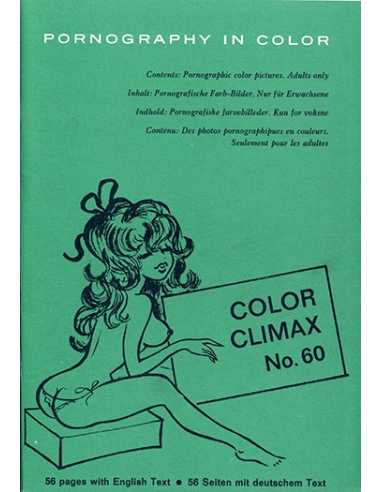 PORNOGRAPHY IN COLOR
Contents: Pornographic color pictures. Adults only
Inhalt: Pornografische Farb-Bilder. Nur für Erwachsene
Indhold: Pornografiske farvebilleder. Kun for voksne
Contenu: Des photos pornographipues en couleurs.
Seulement pour les adultes
COLOR
CLIMAX
No. 60
56 pages with English Text ● 56 Seiten mit deutschem Text